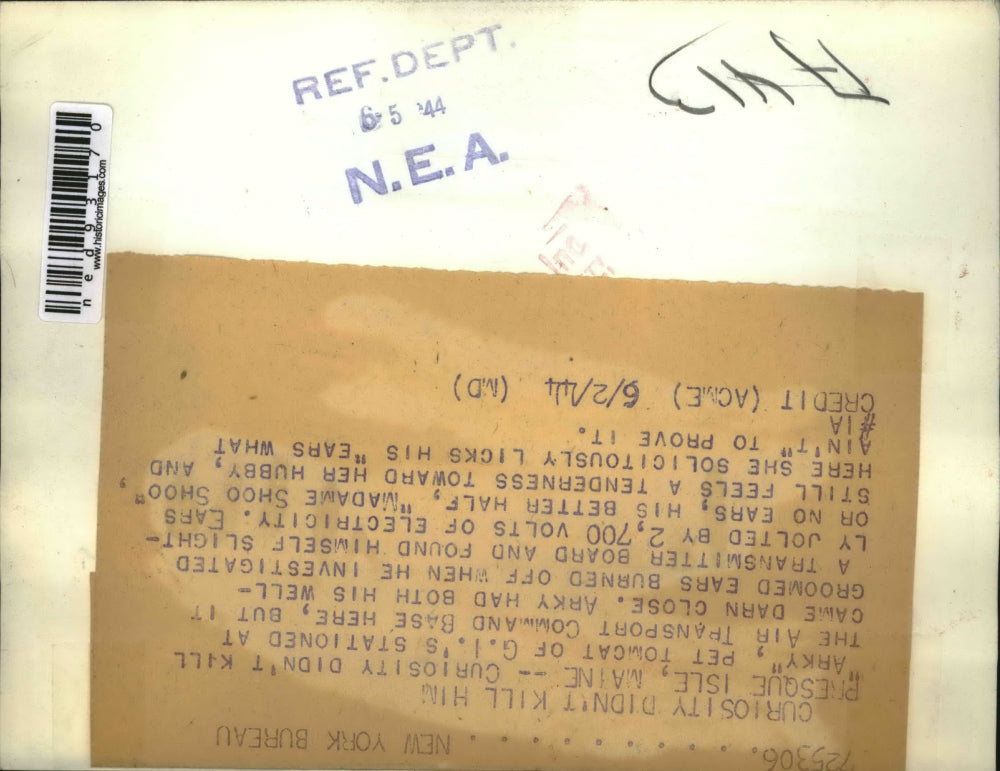 REF. DEPT.
6-5 '44
N.E.A.
ned93170
www.historicimages.com
725306. . . . . . . . . . NEW YORK BUREAU
CURIOSITY DIDN'T KILL HIM
PRESQUE ISLE, MAINE -- CURIOSITY DIDN'T KILL
"ARKY", PET TOMCAT OF G.I.'S STATIONED AT
THE AIR TRANSPORT COMMAND BASE HERE, BUT IT
CAME DARN CLOSE. ARKY HAD BOTH HIS WELL-
GROOMED EARS BURNED OFF WHEN HE INVESTIGATED
A TRANSMITTER BOARD AND FOUND HIMSELF SLIGHT-
LY JOLTED BY 2,700 VOLTS OF ELECTRICITY. EARS
OR NO EARS, HIS BETTER HALF, "MADAME SHOO SHOO",
STILL FEELS A TENDERNESS TOWARD HER HUBBY, AND
HERE SHE SOLICITOUSLY LICKS HIS "EARS WHAT
AIN'T" TO PROVE IT.
#IA
CREDIT (ACME) 6/2/44 (MD)